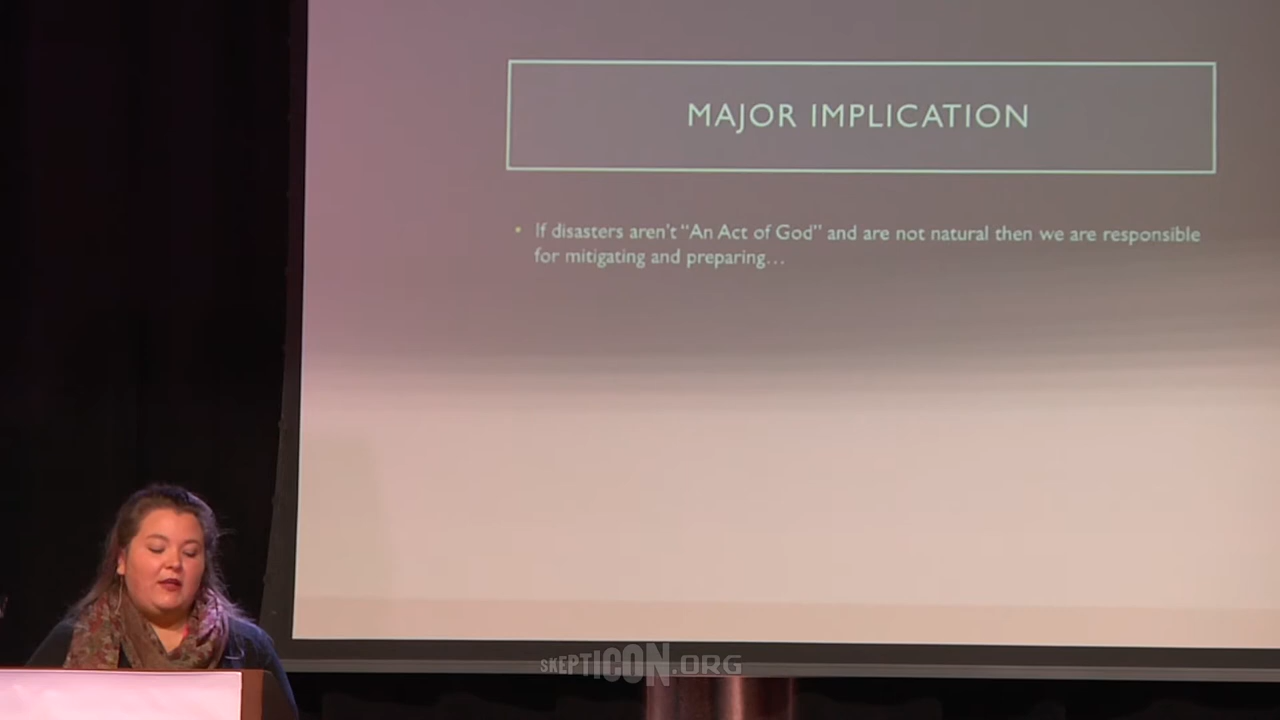 MAJOR IMPLICATION
• If disasters aren't "An Act of God" and are not natural then we are responsible
for mitigating and preparing...
SKEPTICON.ORG